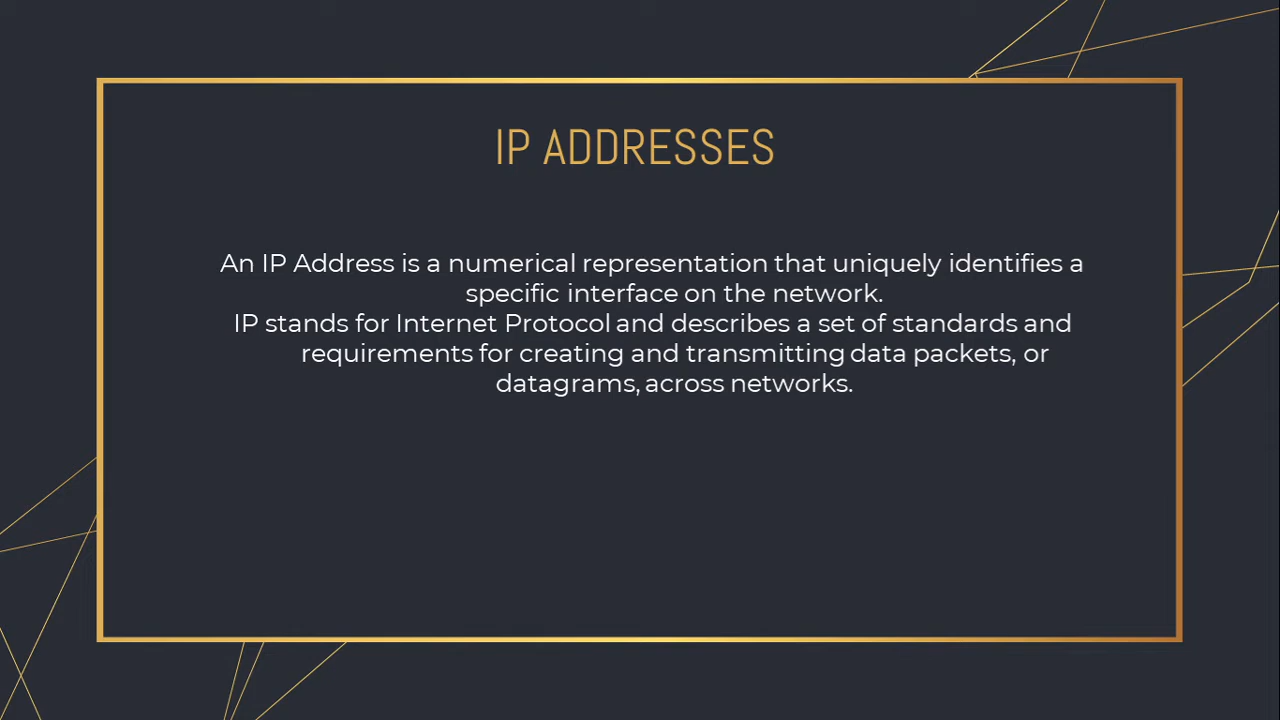 IP ADDRESSES
An IP Address is a numerical representation that uniquely identifies a
specific interface on the network.
IP stands for Internet Protocol and describes a set of standards and
requirements for creating and transmitting data packets, or
datagrams, across networks.